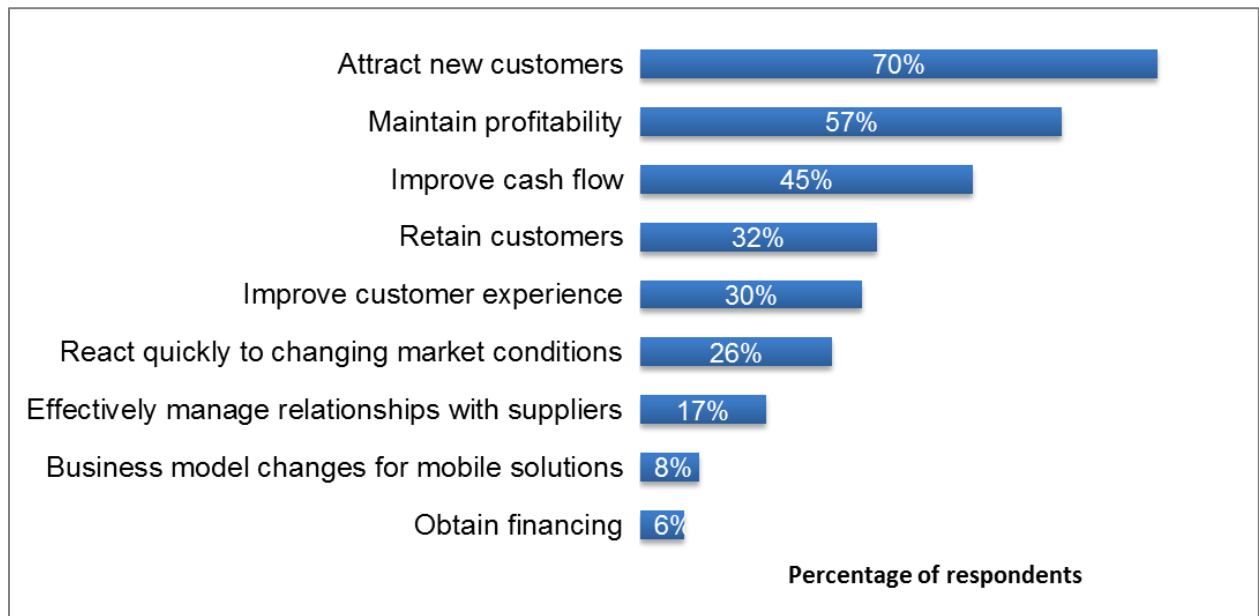 Attract new customers 70%
Maintain profitability 57%
Improve cash flow 45%
Retain customers 32%
Improve customer experience 30%
React quickly to changing market conditions 26%
Effectively manage relationships with suppliers 17%
Business model changes for mobile solutions 8%
Obtain financing 6%
Percentage of respondents